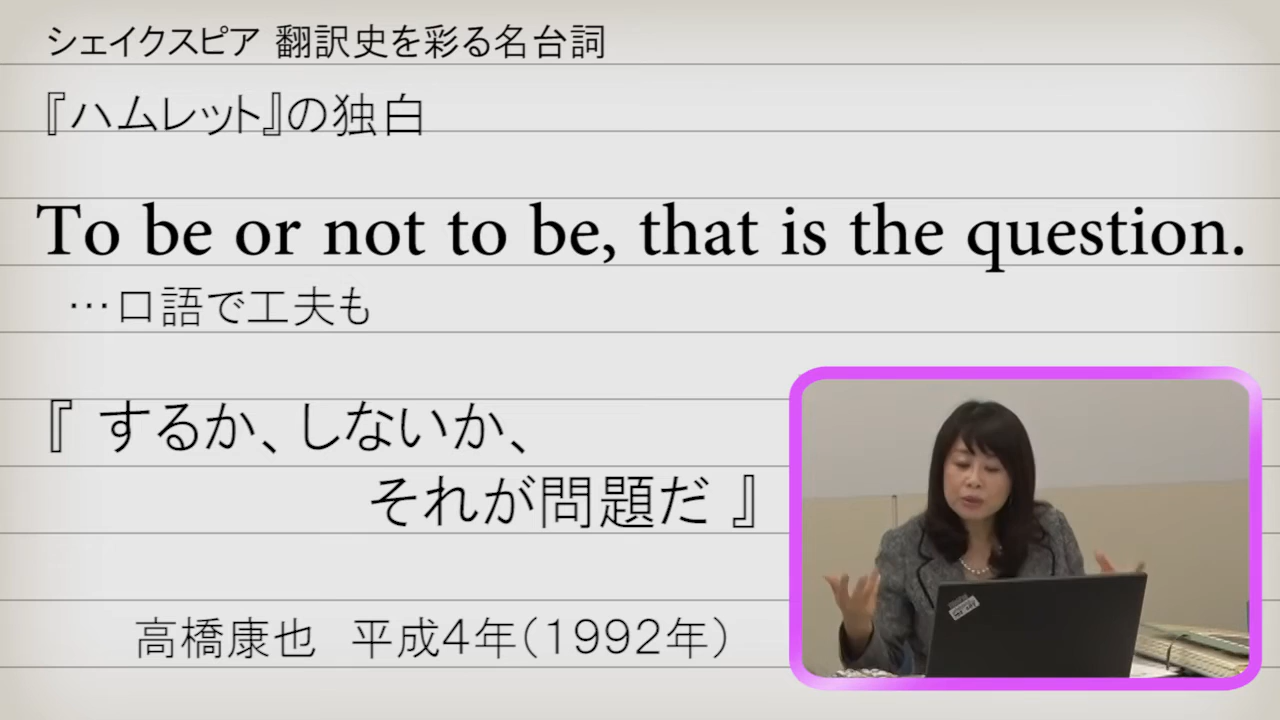 シェイクスピア 翻訳史を彩る名台詞
『ハムレット』の独白
To be or not to be, that is the question.
…口語で工夫も
『 するか、しないか、
それが問題だ 』
高橋康也　平成4年(1992年)